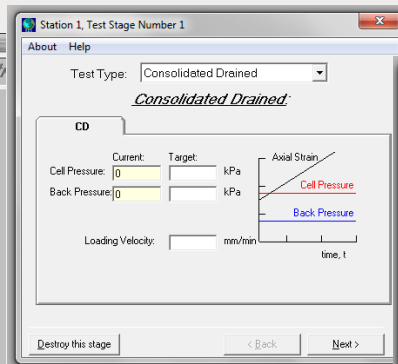 Station 1, Test Stage Number 1
About Help
Test Type: Consolidated Drained
Consolidated Drained:
CD
Current: Target:
Cell Pressure: 0 kPa
Back Pressure: 0 kPa
Loading Velocity: mm/min
Axial Strain
Cell Pressure
Back Pressure
time, t
Destroy this stage < Back Next >